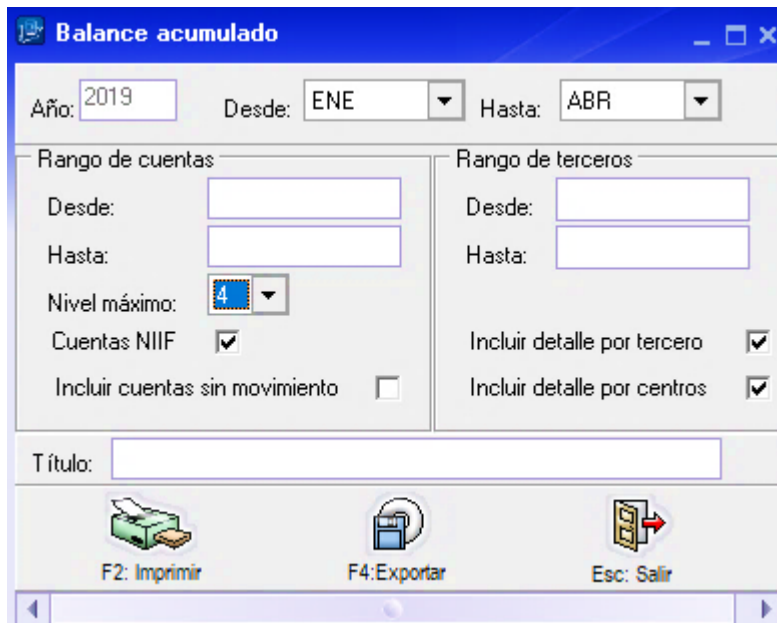 Balance acumulado
Año: 2019 Desde: ENE Hasta: ABR
Rango de cuentas
Desde:
Hasta:
Nivel máximo: 4
Cuentas NIIF
Incluir cuentas sin movimiento
Rango de terceros
Desde:
Hasta:
Incluir detalle por tercero
Incluir detalle por centros
Título:
F2: Imprimir F4:Exportar Esc: Salir